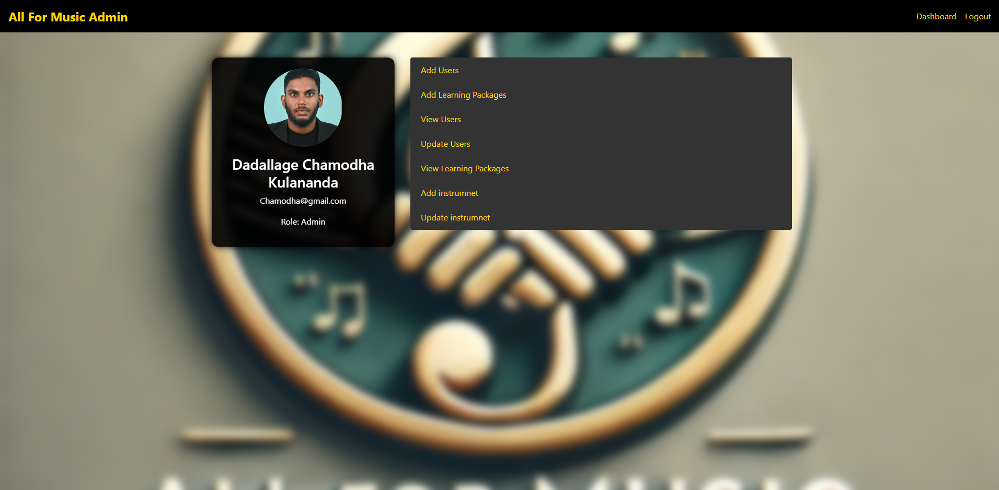 All For Music Admin
Dashboard Logout
Dadallage Chamodha
Kulananda
Chamodha@gmail.com
Role: Admin
Add Users
Add Learning Packages
View Users
Update Users
View Learning Packages
Add instrumnet
Update instrumnet